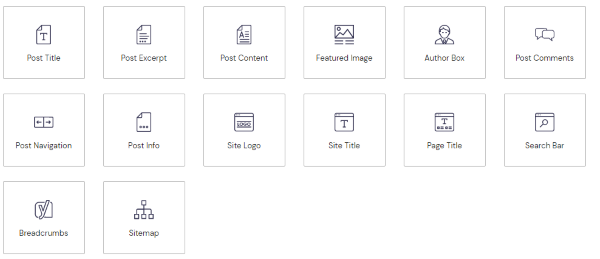 Post Title
Post Excerpt
Post Content
Featured Image
Author Box
Post Comments
Post Navigation
Post Info
LOGO
Site Logo
Site Title
Page Title
Search Bar
Breadcrumbs
Sitemap